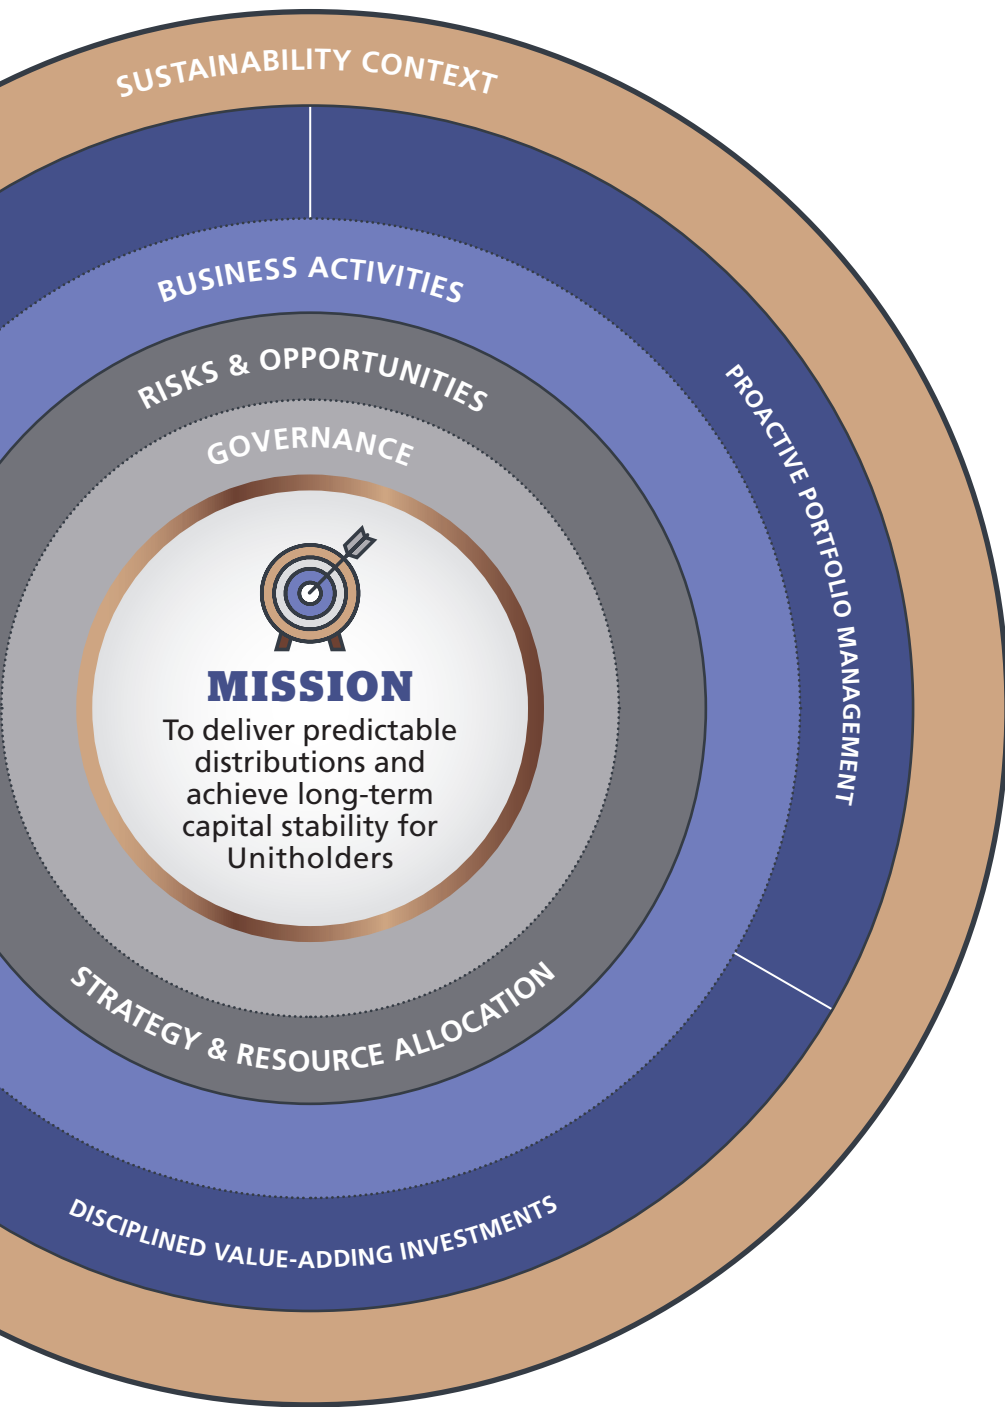 SUSTAINABILITY CONTEXT
BUSINESS ACTIVITIES
RISKS & OPPORTUNITIES
GOVERNANCE
PROACTIVE PORTFOLIO MANAGEMENT
MISSION
To deliver predictable
distributions and
achieve long-term
capital stability for
Unitholders
STRATEGY & RESOURCE ALLOCATION
DISCIPLINED VALUE-ADDING INVESTMENTS